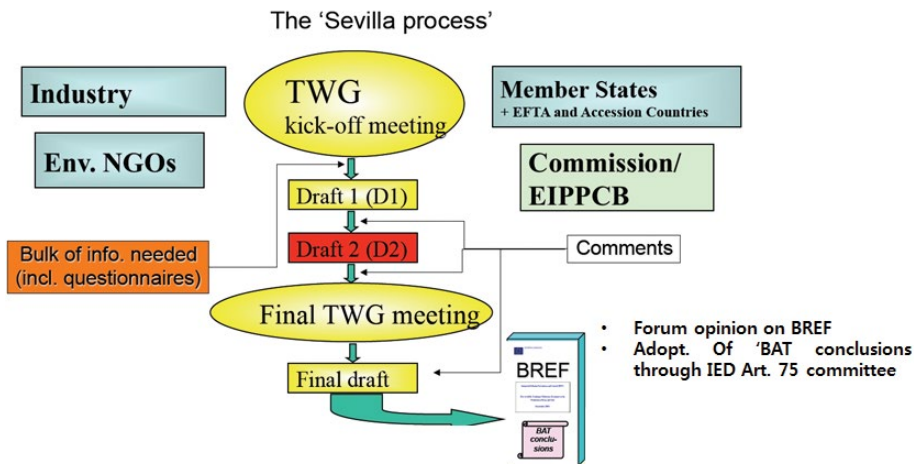 The ‘Sevilla process’
Industry
Env. NGOs
TWG
kick-off meeting
Member States
+ EFTA and Accession Countries
Commission/
EIPPCB
Draft 1 (D1)
Draft 2 (D2)
Bulk of info. needed
(incl. questionnaires)
Comments
Final TWG meeting
Final draft
BREF
BAT
conclu-
sions
• Forum opinion on BREF
• Adopt. Of ‘BAT conclusions
through IED Art. 75 committee